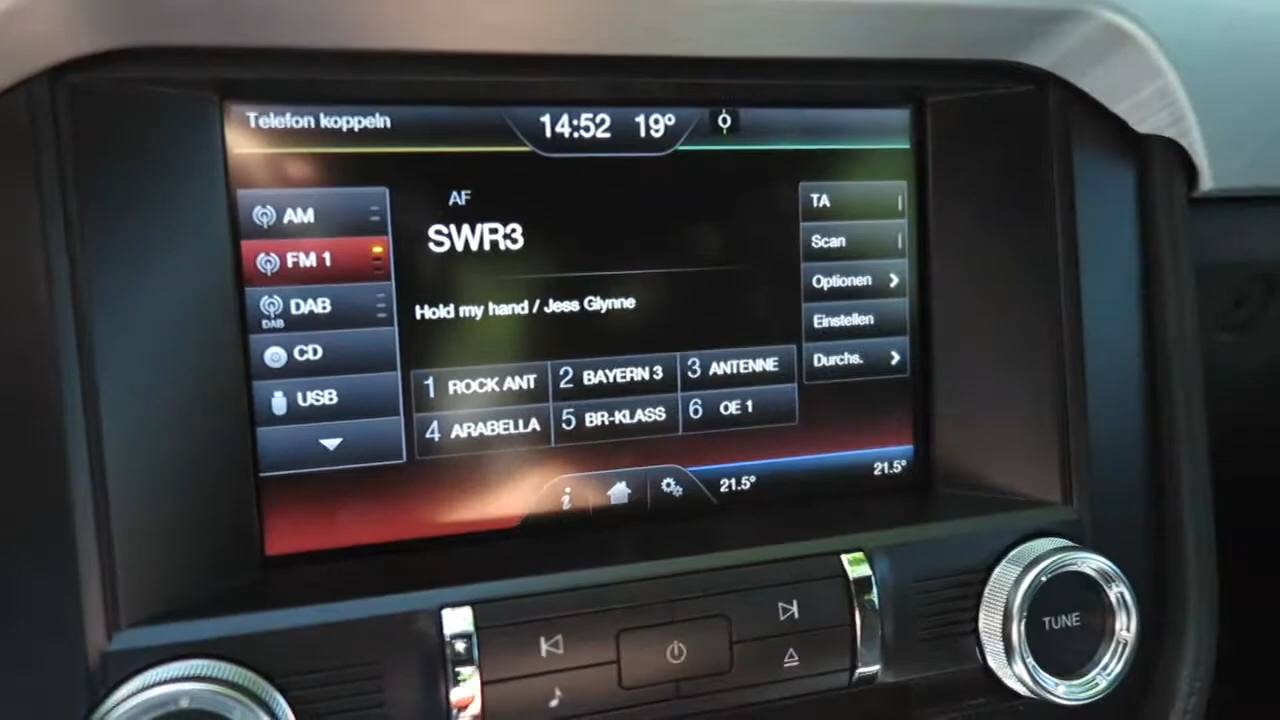 Telefon koppeln
14:52 19°
AM
FM 1
DAB
DAB
CD
USB
AF
SWR3
Hold my hand / Jess Glynne
1 ROCK ANT
2 BAYERN 3
3 ANTENNE
4 ARABELLA
5 BR-KLASS
6 OE 1
TA
Scan
Optionen
Einstellen
Durchs.
i
21.5°
21.5°
TUNE